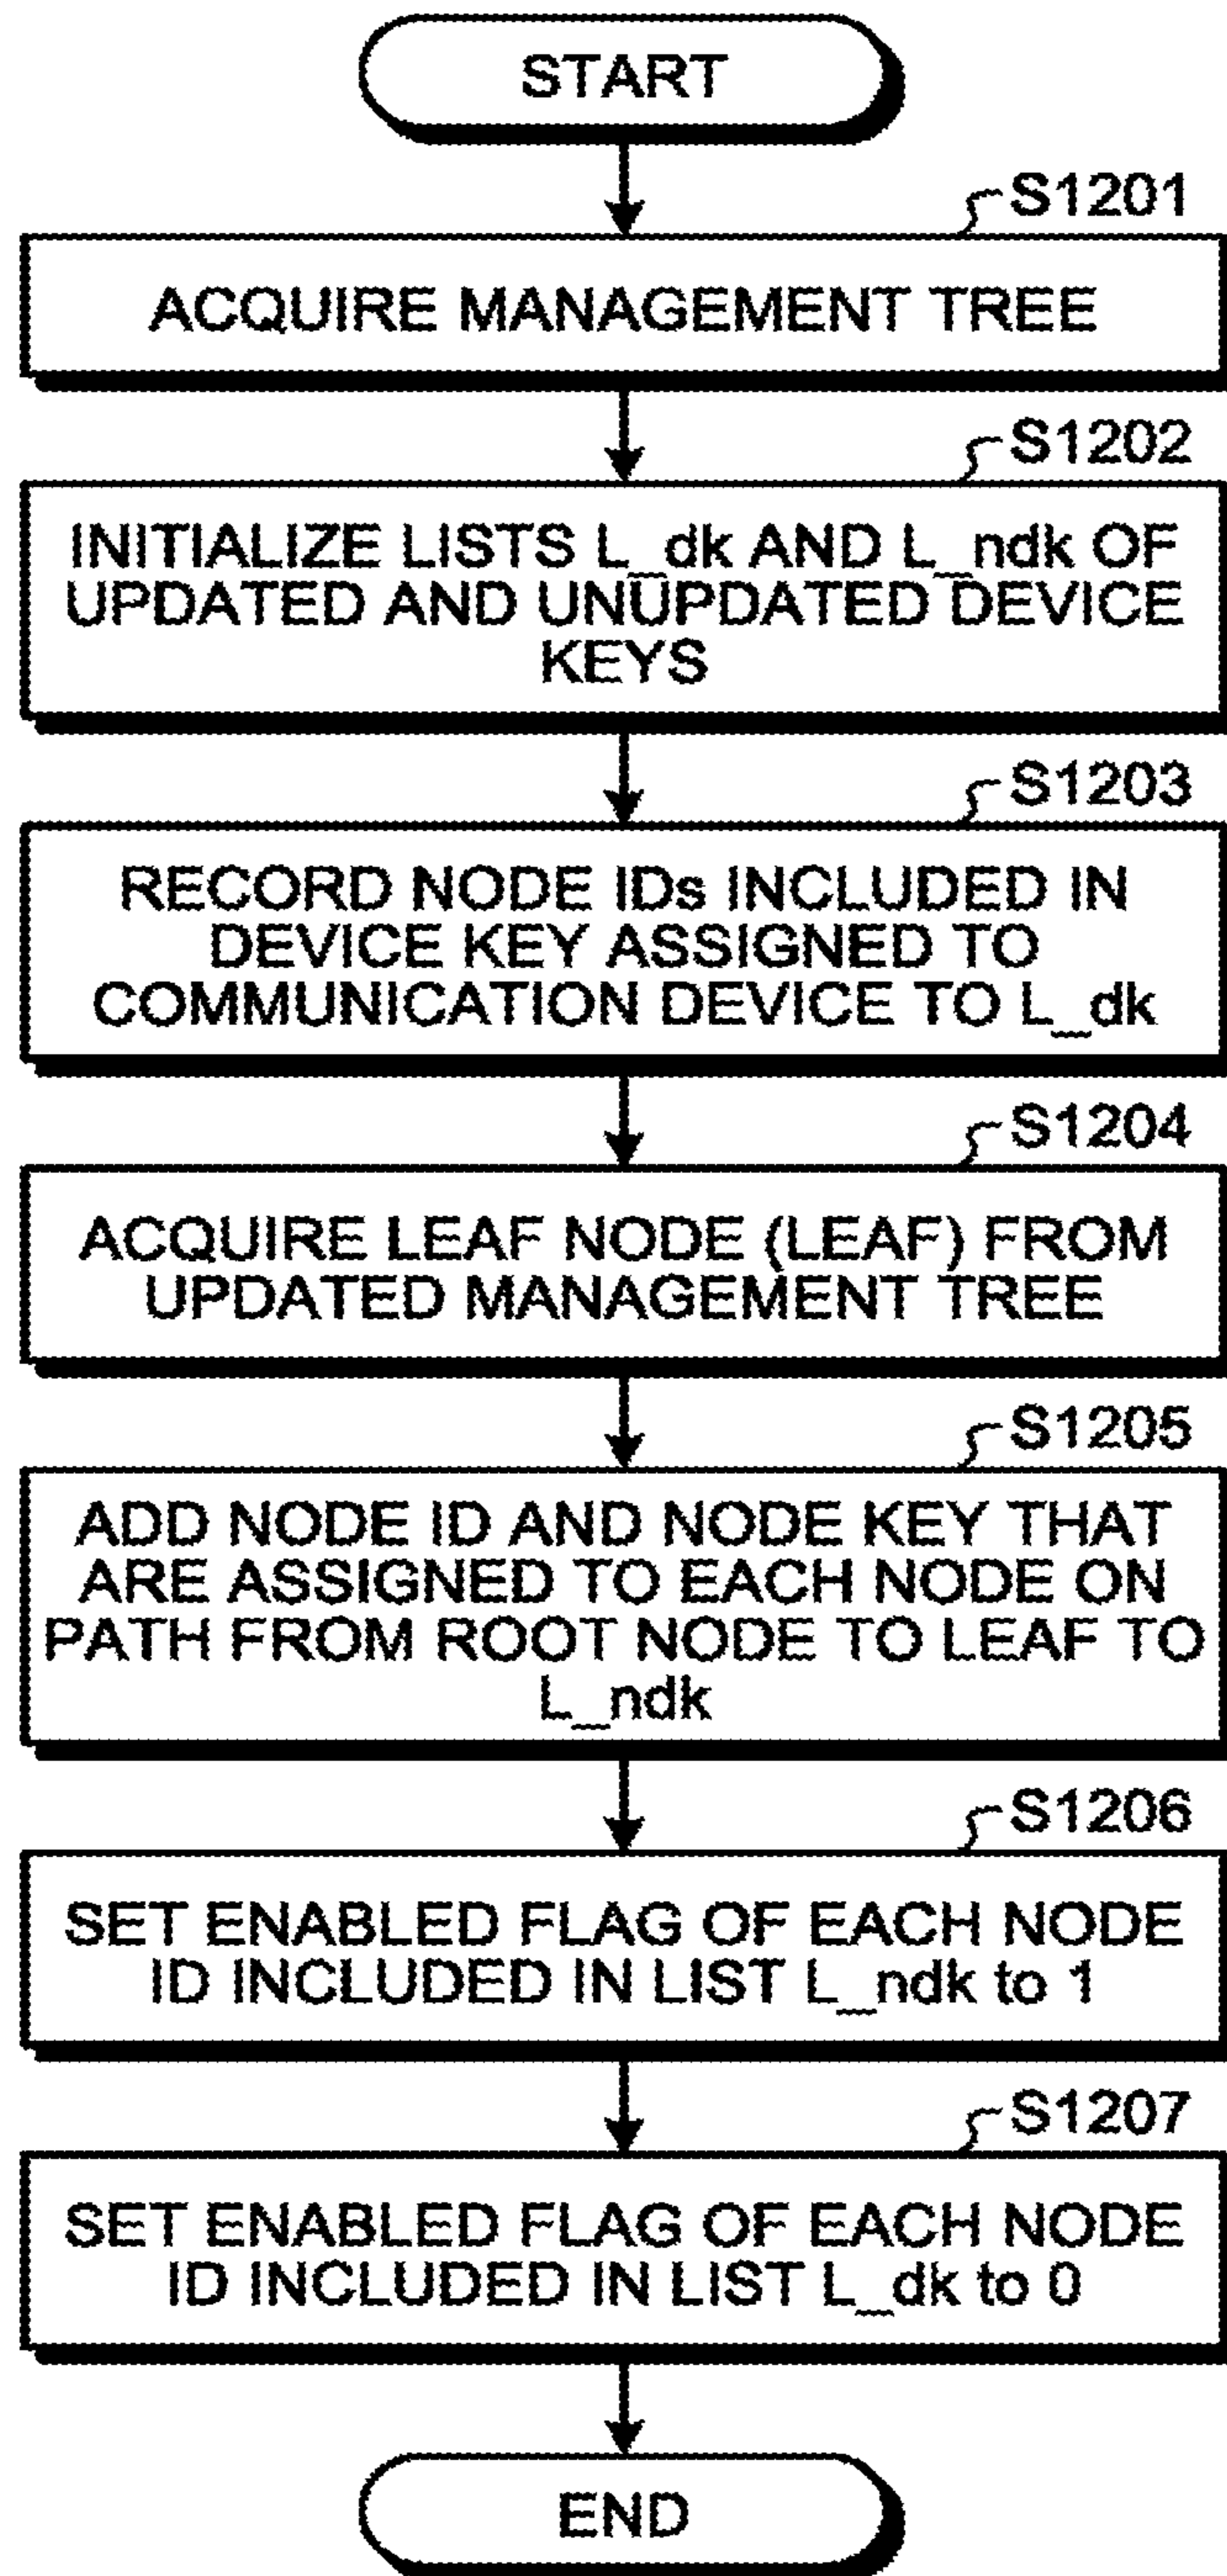 START
S1201
ACQUIRE MANAGEMENT TREE
S1202
INITIALIZE LISTS L_dk AND L_ndk OF
UPDATED AND UNUPDATED DEVICE
KEYS
S1203
RECORD NODE IDs INCLUDED IN
DEVICE KEY ASSIGNED TO
COMMUNICATION DEVICE TO L_dk
S1204
ACQUIRE LEAF NODE (LEAF) FROM
UPDATED MANAGEMENT TREE
S1205
ADD NODE ID AND NODE KEY THAT
ARE ASSIGNED TO EACH NODE ON
PATH FROM ROOT NODE TO LEAF TO
L_ndk
S1206
SET ENABLED FLAG OF EACH NODE
ID INCLUDED IN LIST L_ndk to 1
S1207
SET ENABLED FLAG OF EACH NODE
ID INCLUDED IN LIST L_dk to 0
END